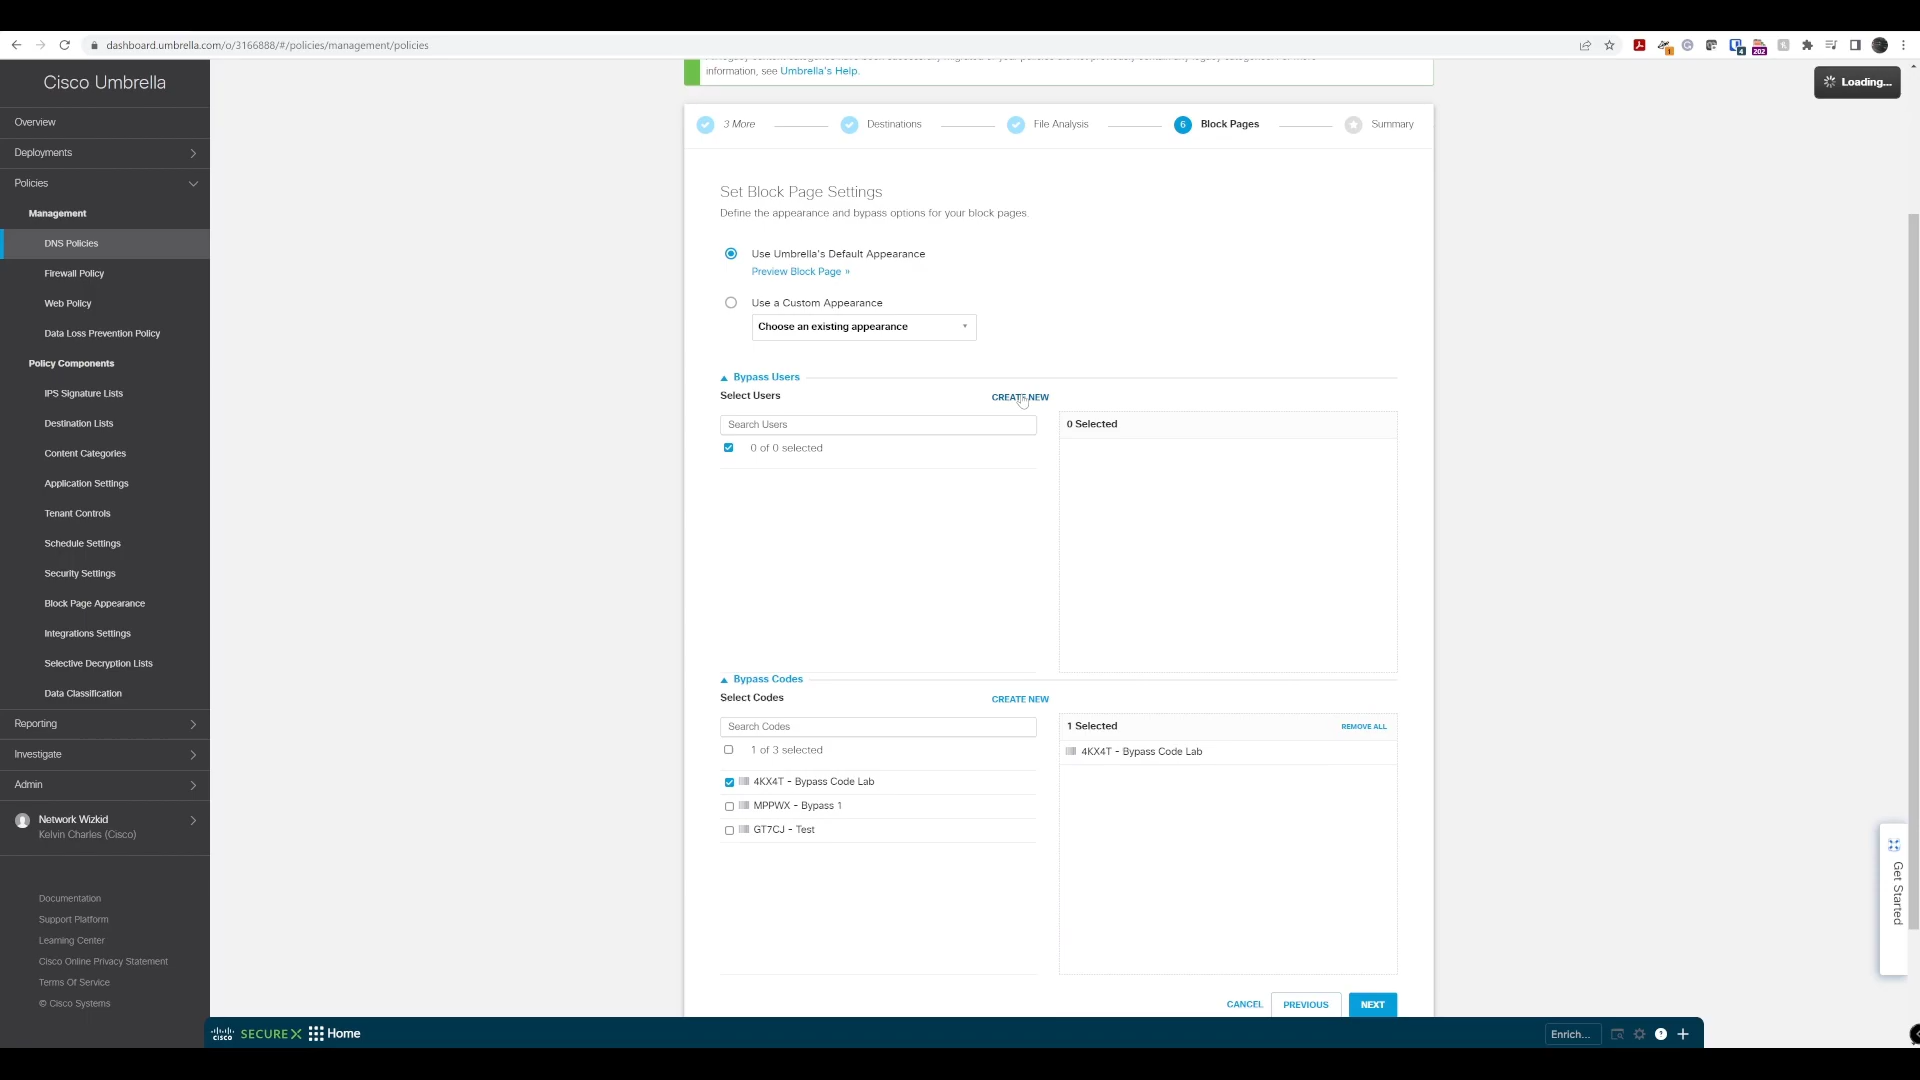 dashboard.umbrella.com/o/3166888/#/policies/management/policies
1
4
202
Cisco Umbrella
Overview
Deployments
Policies
Management
DNS Policies
Firewall Policy
Web Policy
Data Loss Prevention Policy
Policy Components
IPS Signature Lists
Destination Lists
Content Categories
Application Settings
Tenant Controls
Schedule Settings
Security Settings
Block Page Appearance
Integrations Settings
Selective Decryption Lists
Data Classification
Reporting
Investigate
Admin
Network Wizkid
Kelvin Charles (Cisco)
Documentation
Support Platform
Learning Center
Cisco Online Privacy Statement
Terms Of Service
© Cisco Systems
information, see Umbrella's Help.
Loading...
3 More
Destinations
File Analysis
6 Block Pages
Summary
Set Block Page Settings
Define the appearance and bypass options for your block pages.
Use Umbrella's Default Appearance
Preview Block Page »
Use a Custom Appearance
Choose an existing appearance
Bypass Users
Select Users CREATE NEW
Search Users
0 of 0 selected
0 Selected
Bypass Codes
Select Codes CREATE NEW
Search Codes
1 of 3 selected
4KX4T - Bypass Code Lab
MPPWX - Bypass 1
GT7CJ - Test
1 Selected REMOVE ALL
4KX4T - Bypass Code Lab
CANCEL PREVIOUS NEXT
Get Started
cisco SECUREX Home
Enrich... ? +